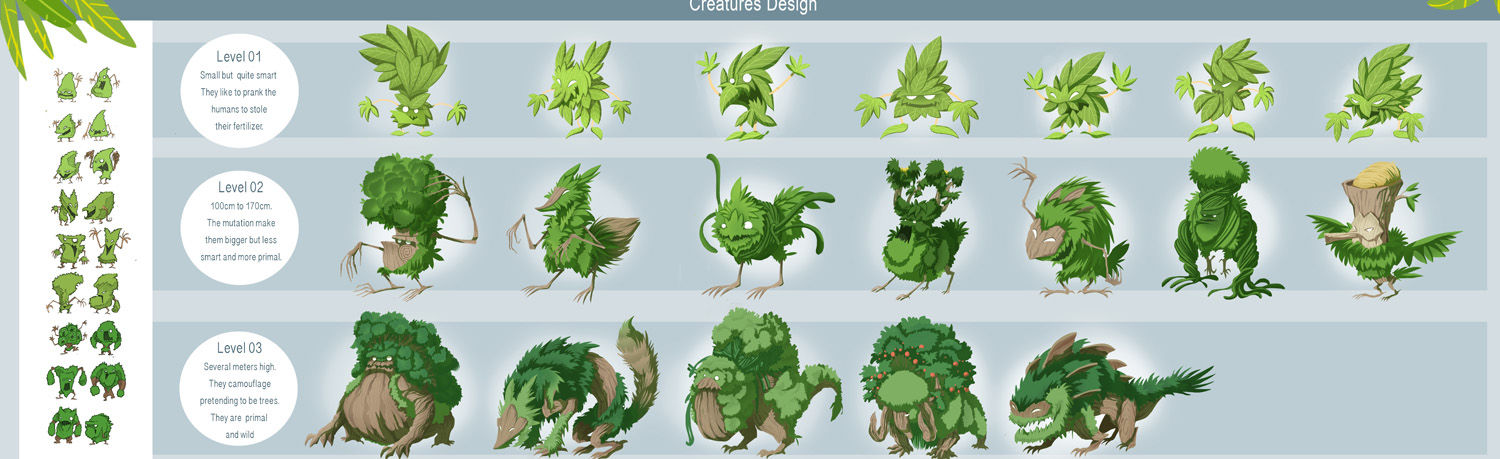 Creatures Design
Level 01
Small but quite smart
They like to prank the
humans to stole
their fertilizer.
Level 02
100cm to 170cm.
The mutation make
them bigger but less
smart and more primal.
Level 03
Several meters high.
They camouflage
pretending to be trees.
They are primal
and wild